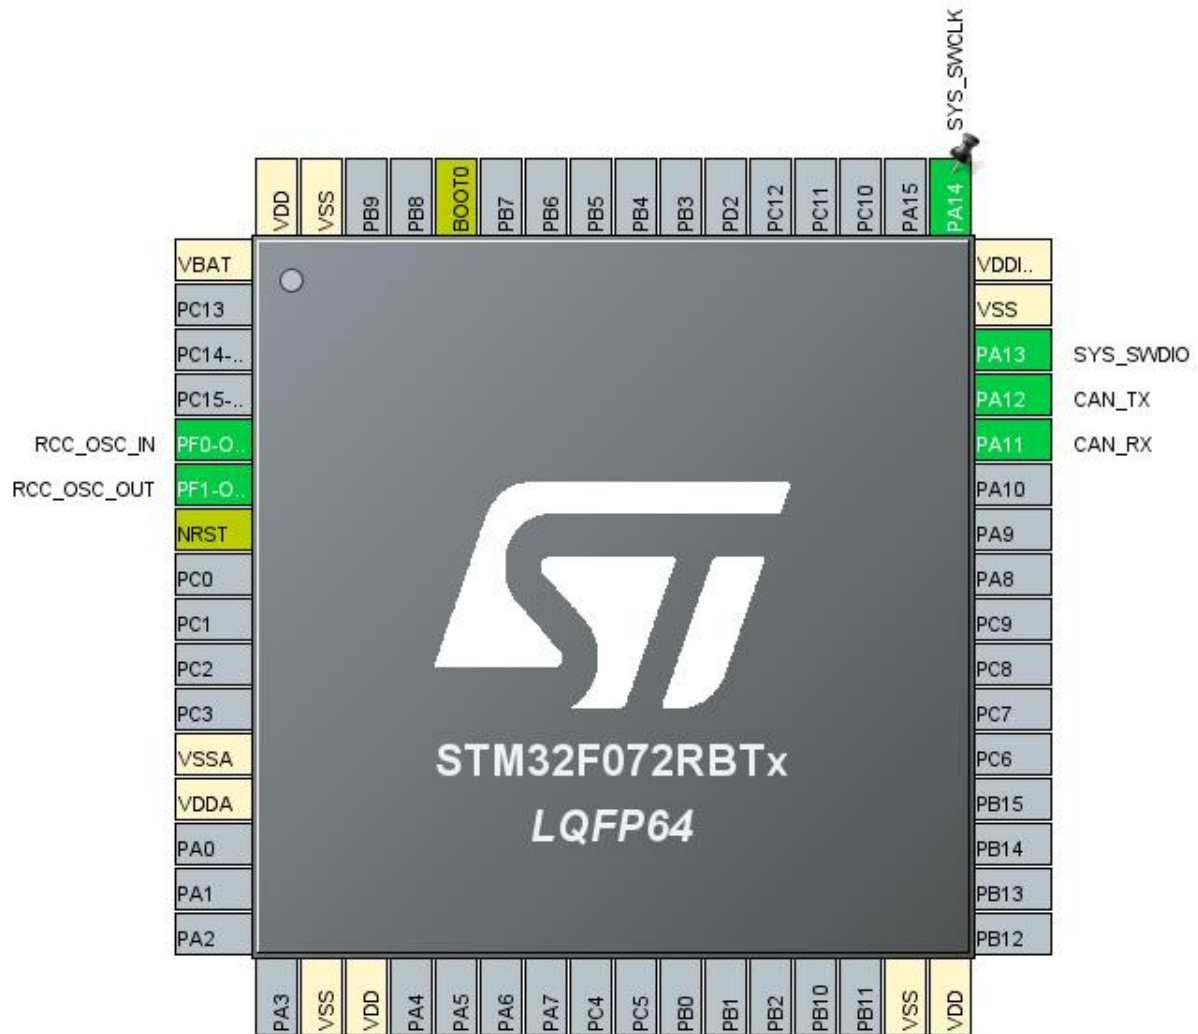 SYS_SWCLK
VDD
VSS
PB9
PB8
BOOT0
PB7
PB6
PB5
PB4
PB3
PD2
PC12
PC11
PC10
PA15
PA14
VBAT
PC13
PC14-..
PC15-..
RCC_OSC_IN PF0-O..
RCC_OSC_OUT PF1-O..
NRST
PC0
PC1
PC2
PC3
VSSA
VDDA
PA0
PA1
PA2
ST
STM32F072RBTx
LQFP64
VDDI..
VSS
PA13 SYS_SWDIO
PA12 CAN_TX
PA11 CAN_RX
PA10
PA9
PA8
PC9
PC8
PC7
PC6
PB15
PB14
PB13
PB12
PA3
VSS
VDD
PA4
PA5
PA6
PA7
PC4
PC5
PB0
PB1
PB2
PB10
PB11
VSS
VDD